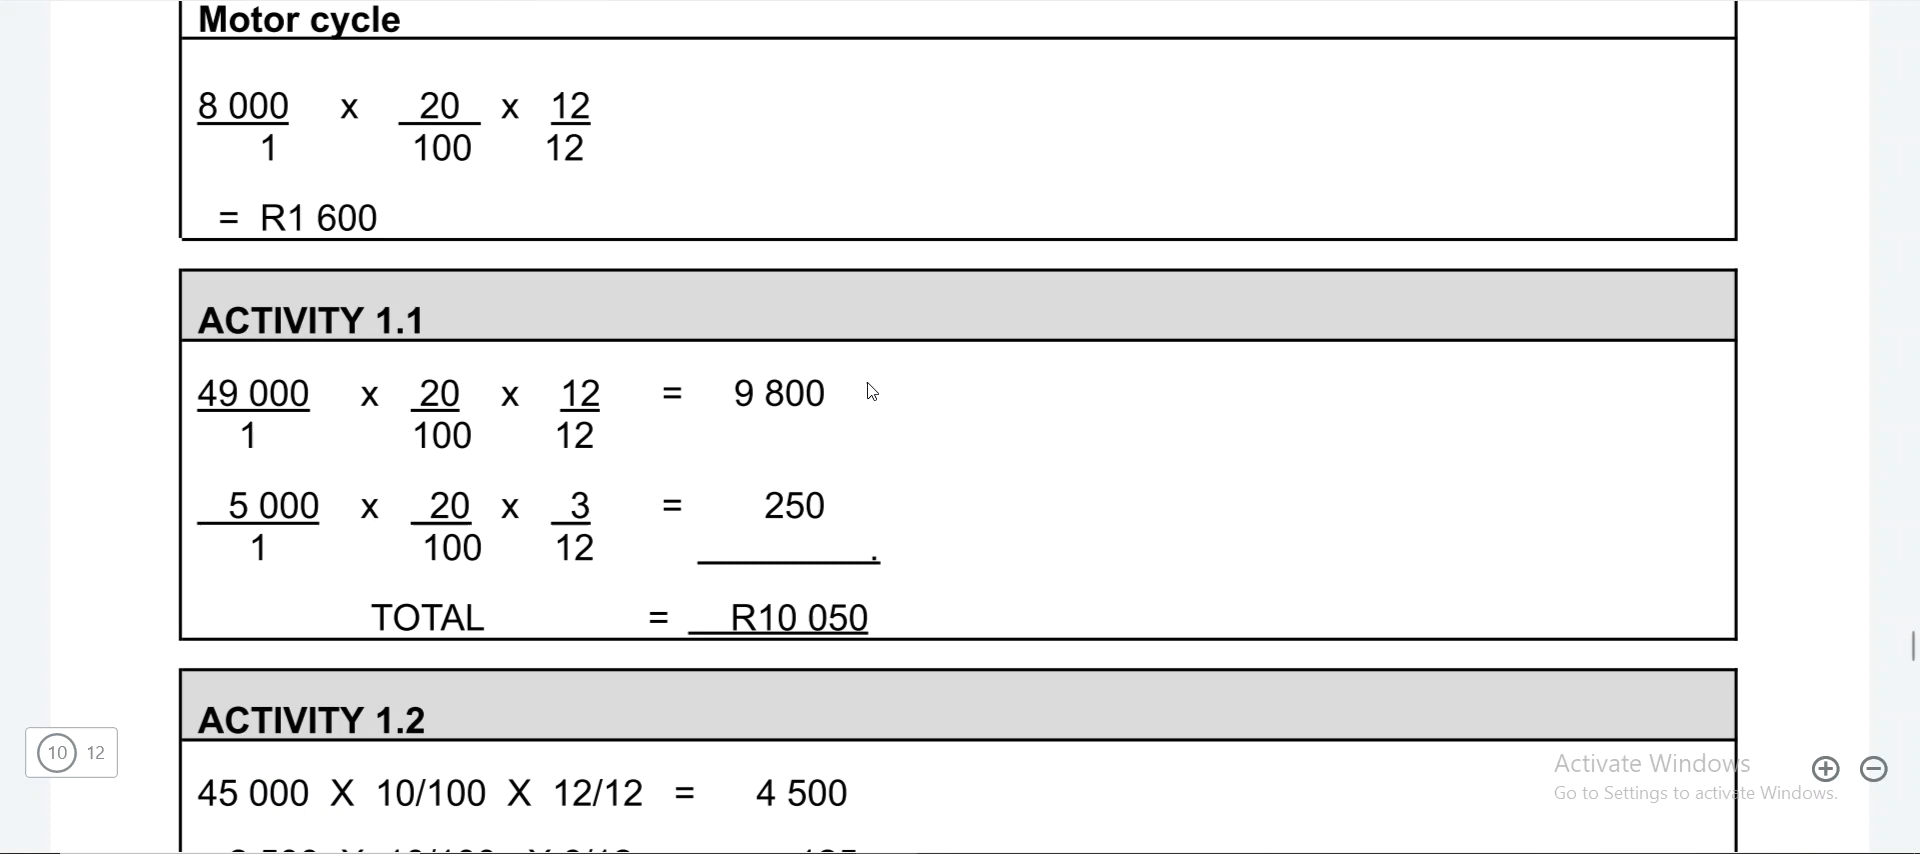 Motor cycle
8 000 x 20 x 12
1 100 12
= R1 600
ACTIVITY 1.1
49 000 x 20 x 12 = 9 800
1 100 12
5 000 x 20 x 3 = 250
1 100 12 .
TOTAL = R10 050
ACTIVITY 1.2
10 12
Activate Windows
45 000 X 10/100 X 12/12 = 4 500
Go to Settings to activate Windows.